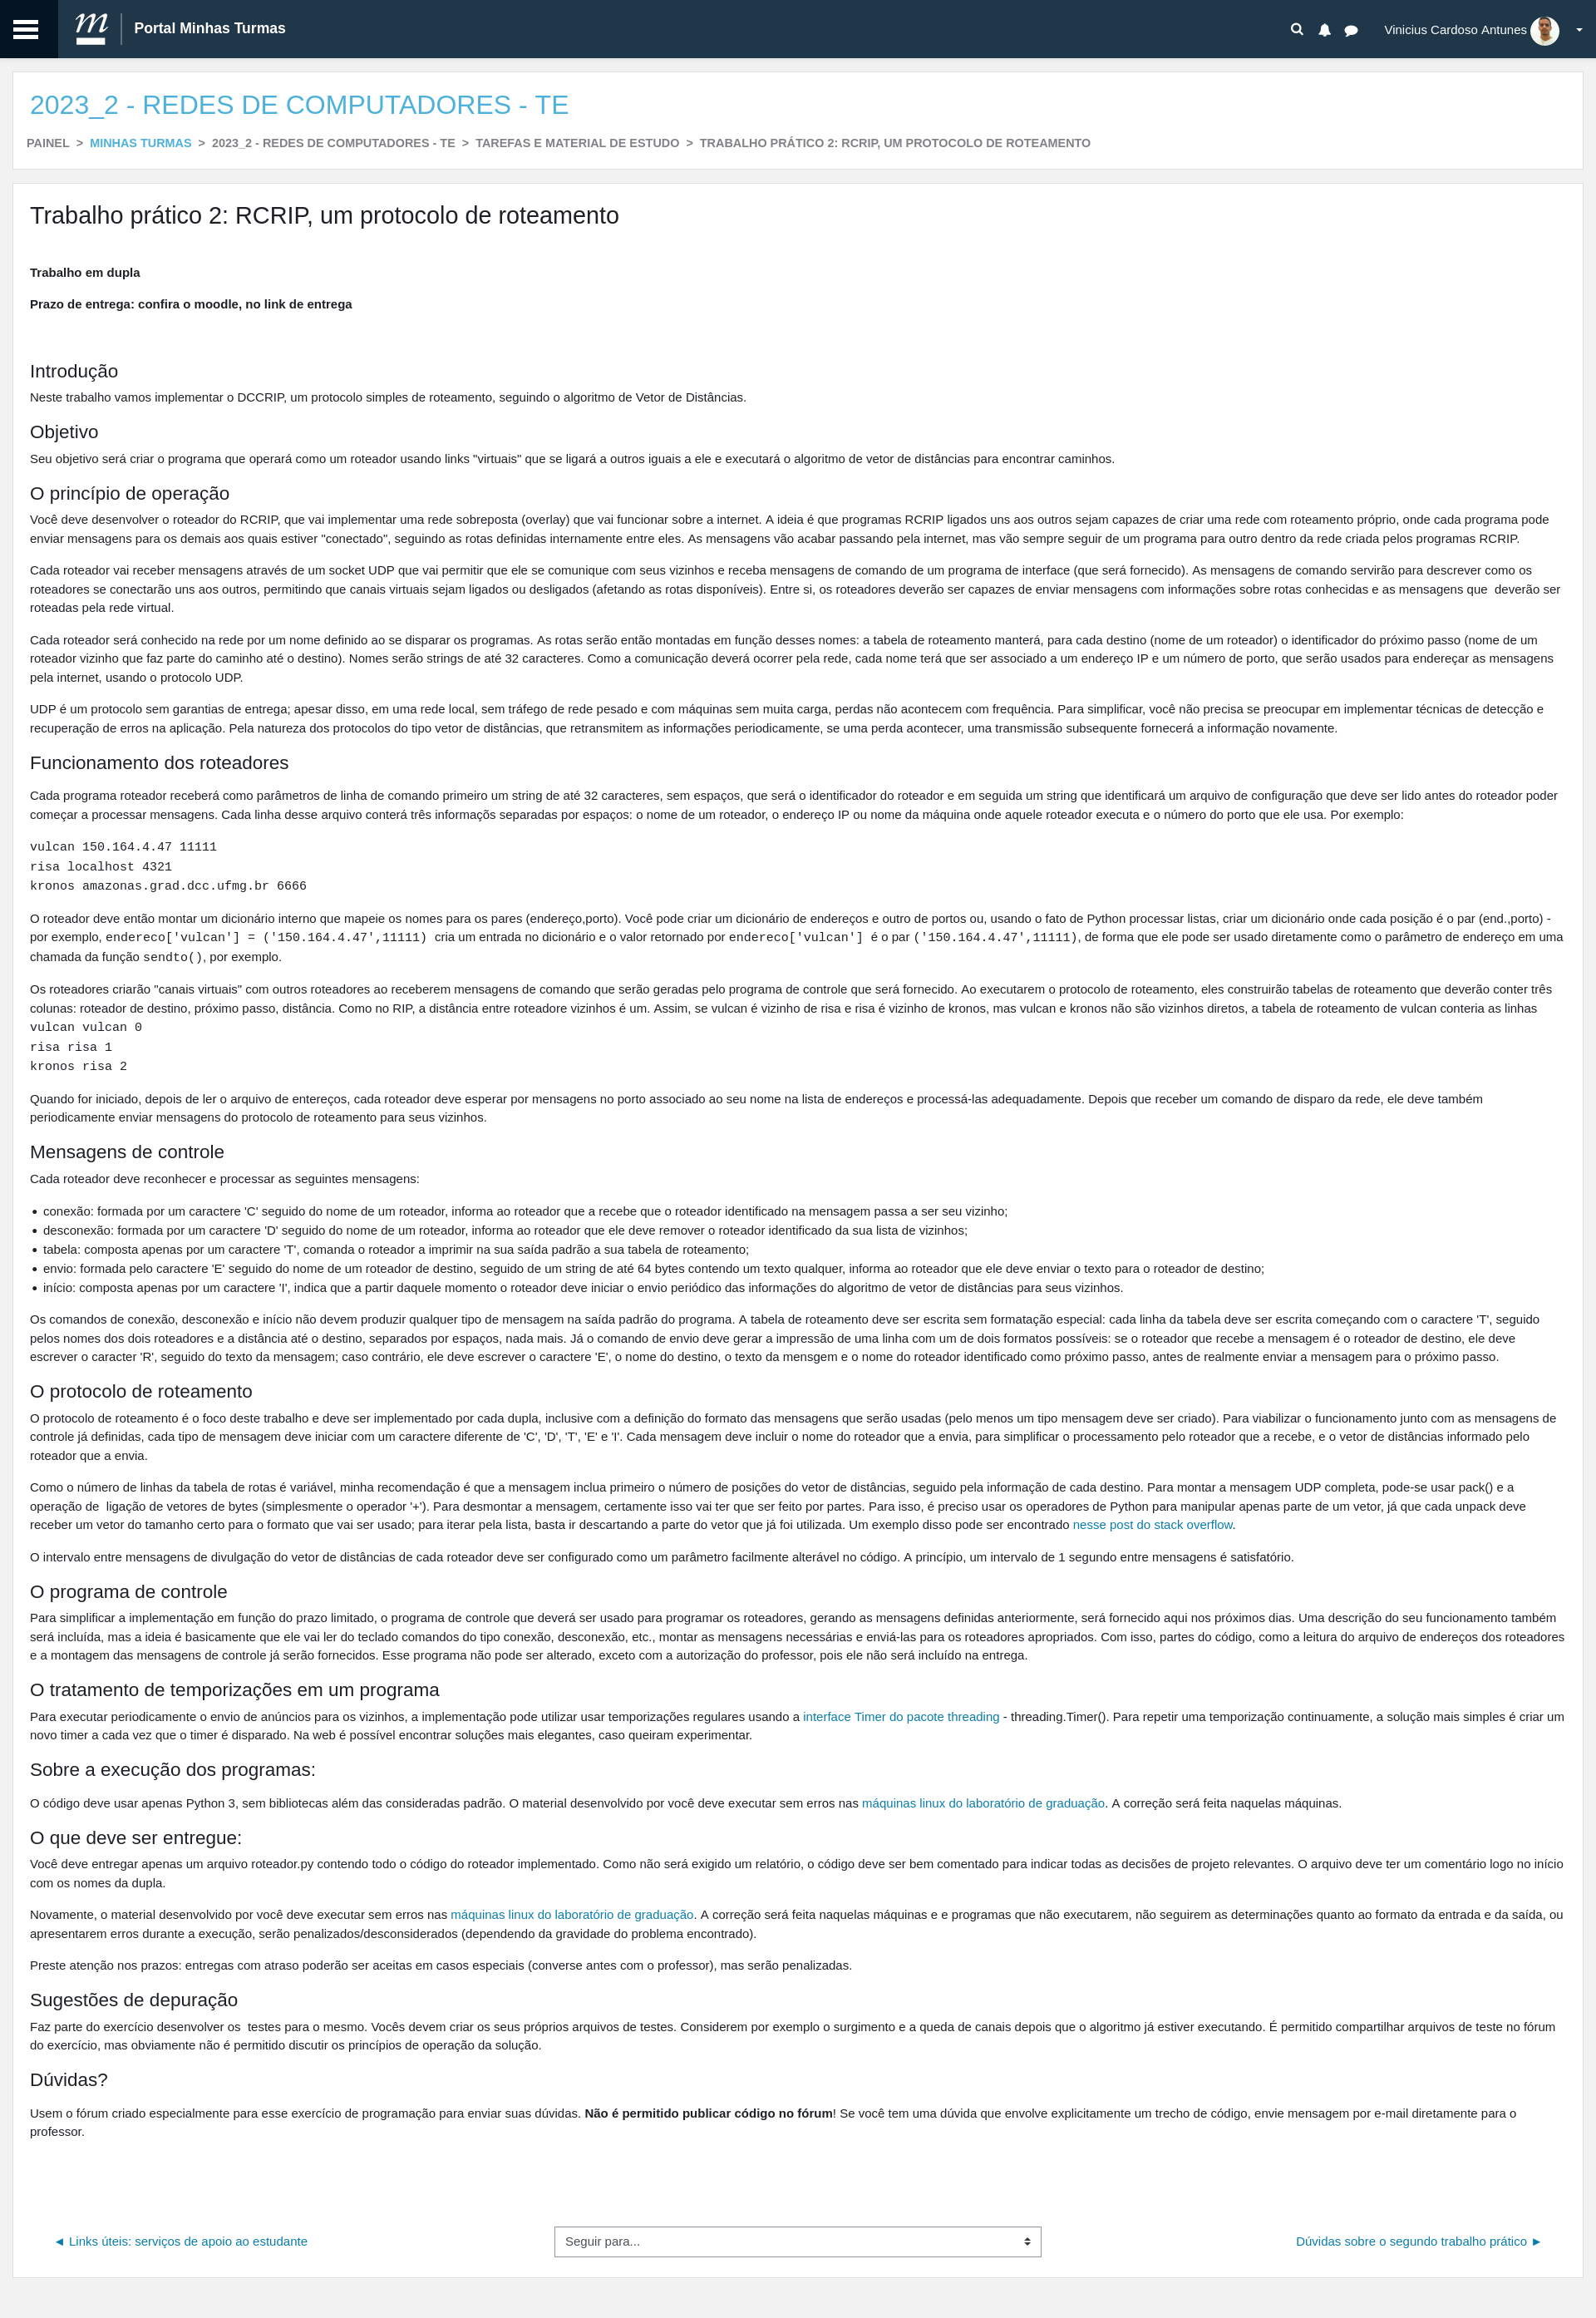 m Portal Minhas Turmas
Vinicius Cardoso Antunes
2023_2 - REDES DE COMPUTADORES - TE
PAINEL > MINHAS TURMAS > 2023_2 - REDES DE COMPUTADORES - TE > TAREFAS E MATERIAL DE ESTUDO > TRABALHO PRÁTICO 2: RCRIP, UM PROTOCOLO DE ROTEAMENTO
Trabalho prático 2: RCRIP, um protocolo de roteamento
Trabalho em dupla
Prazo de entrega: confira o moodle, no link de entrega
Introdução
Neste trabalho vamos implementar o DCCRIP, um protocolo simples de roteamento, seguindo o algoritmo de Vetor de Distâncias.
Objetivo
Seu objetivo será criar o programa que operará como um roteador usando links "virtuais" que se ligará a outros iguais a ele e executará o algoritmo de vetor de distâncias para encontrar caminhos.
O princípio de operação
Você deve desenvolver o roteador do RCRIP, que vai implementar uma rede sobreposta (overlay) que vai funcionar sobre a internet. A ideia é que programas RCRIP ligados uns aos outros sejam capazes de criar uma rede com roteamento próprio, onde cada programa pode
enviar mensagens para os demais aos quais estiver "conectado", seguindo as rotas definidas internamente entre eles. As mensagens vão acabar passando pela internet, mas vão sempre seguir de um programa para outro dentro da rede criada pelos programas RCRIP.
Cada roteador vai receber mensagens através de um socket UDP que vai permitir que ele se comunique com seus vizinhos e receba mensagens de comando de um programa de interface (que será fornecido). As mensagens de comando servirão para descrever como os
roteadores se conectarão uns aos outros, permitindo que canais virtuais sejam ligados ou desligados (afetando as rotas disponíveis). Entre si, os roteadores deverão ser capazes de enviar mensagens com informações sobre rotas conhecidas e as mensagens que  deverão ser
roteadas pela rede virtual.
Cada roteador será conhecido na rede por um nome definido ao se disparar os programas. As rotas serão então montadas em função desses nomes: a tabela de roteamento manterá, para cada destino (nome de um roteador) o identificador do próximo passo (nome de um
roteador vizinho que faz parte do caminho até o destino). Nomes serão strings de até 32 caracteres. Como a comunicação deverá ocorrer pela rede, cada nome terá que ser associado a um endereço IP e um número de porto, que serão usados para endereçar as mensagens
pela internet, usando o protocolo UDP.
UDP é um protocolo sem garantias de entrega; apesar disso, em uma rede local, sem tráfego de rede pesado e com máquinas sem muita carga, perdas não acontecem com frequência. Para simplificar, você não precisa se preocupar em implementar técnicas de detecção e
recuperação de erros na aplicação. Pela natureza dos protocolos do tipo vetor de distâncias, que retransmitem as informações periodicamente, se uma perda acontecer, uma transmissão subsequente fornecerá a informação novamente.
Funcionamento dos roteadores
Cada programa roteador receberá como parâmetros de linha de comando primeiro um string de até 32 caracteres, sem espaços, que será o identificador do roteador e em seguida um string que identificará um arquivo de configuração que deve ser lido antes do roteador poder
começar a processar mensagens. Cada linha desse arquivo conterá três informaçõs separadas por espaços: o nome de um roteador, o endereço IP ou nome da máquina onde aquele roteador executa e o número do porto que ele usa. Por exemplo:
vulcan 150.164.4.47 11111
risa localhost 4321
kronos amazonas.grad.dcc.ufmg.br 6666
O roteador deve então montar um dicionário interno que mapeie os nomes para os pares (endereço,porto). Você pode criar um dicionário de endereços e outro de portos ou, usando o fato de Python processar listas, criar um dicionário onde cada posição é o par (end.,porto) -
por exemplo, endereco['vulcan'] = ('150.164.4.47',11111) cria um entrada no dicionário e o valor retornado por endereco['vulcan'] é o par ('150.164.4.47',11111), de forma que ele pode ser usado diretamente como o parâmetro de endereço em uma
chamada da função sendto(), por exemplo.
Os roteadores criarão "canais virtuais" com outros roteadores ao receberem mensagens de comando que serão geradas pelo programa de controle que será fornecido. Ao executarem o protocolo de roteamento, eles construirão tabelas de roteamento que deverão conter três
colunas: roteador de destino, próximo passo, distância. Como no RIP, a distância entre roteadore vizinhos é um. Assim, se vulcan é vizinho de risa e risa é vizinho de kronos, mas vulcan e kronos não são vizinhos diretos, a tabela de roteamento de vulcan conteria as linhas
vulcan vulcan 0
risa risa 1
kronos risa 2
Quando for iniciado, depois de ler o arquivo de entereços, cada roteador deve esperar por mensagens no porto associado ao seu nome na lista de endereços e processá-las adequadamente. Depois que receber um comando de disparo da rede, ele deve também
periodicamente enviar mensagens do protocolo de roteamento para seus vizinhos.
Mensagens de controle
Cada roteador deve reconhecer e processar as seguintes mensagens:
• conexão: formada por um caractere 'C' seguido do nome de um roteador, informa ao roteador que a recebe que o roteador identificado na mensagem passa a ser seu vizinho;
• desconexão: formada por um caractere 'D' seguido do nome de um roteador, informa ao roteador que ele deve remover o roteador identificado da sua lista de vizinhos;
• tabela: composta apenas por um caractere 'T', comanda o roteador a imprimir na sua saída padrão a sua tabela de roteamento;
• envio: formada pelo caractere 'E' seguido do nome de um roteador de destino, seguido de um string de até 64 bytes contendo um texto qualquer, informa ao roteador que ele deve enviar o texto para o roteador de destino;
• início: composta apenas por um caractere 'I', indica que a partir daquele momento o roteador deve iniciar o envio periódico das informações do algoritmo de vetor de distâncias para seus vizinhos.
Os comandos de conexão, desconexão e início não devem produzir qualquer tipo de mensagem na saída padrão do programa. A tabela de roteamento deve ser escrita sem formatação especial: cada linha da tabela deve ser escrita começando com o caractere 'T', seguido
pelos nomes dos dois roteadores e a distância até o destino, separados por espaços, nada mais. Já o comando de envio deve gerar a impressão de uma linha com um de dois formatos possíveis: se o roteador que recebe a mensagem é o roteador de destino, ele deve
escrever o caracter 'R', seguido do texto da mensagem; caso contrário, ele deve escrever o caractere 'E', o nome do destino, o texto da mensgem e o nome do roteador identificado como próximo passo, antes de realmente enviar a mensagem para o próximo passo.
O protocolo de roteamento
O protocolo de roteamento é o foco deste trabalho e deve ser implementado por cada dupla, inclusive com a definição do formato das mensagens que serão usadas (pelo menos um tipo mensagem deve ser criado). Para viabilizar o funcionamento junto com as mensagens de
controle já definidas, cada tipo de mensagem deve iniciar com um caractere diferente de 'C', 'D', 'T', 'E' e 'I'. Cada mensagem deve incluir o nome do roteador que a envia, para simplificar o processamento pelo roteador que a recebe, e o vetor de distâncias informado pelo
roteador que a envia.
Como o número de linhas da tabela de rotas é variável, minha recomendação é que a mensagem inclua primeiro o número de posições do vetor de distâncias, seguido pela informação de cada destino. Para montar a mensagem UDP completa, pode-se usar pack() e a
operação de  ligação de vetores de bytes (simplesmente o operador '+'). Para desmontar a mensagem, certamente isso vai ter que ser feito por partes. Para isso, é preciso usar os operadores de Python para manipular apenas parte de um vetor, já que cada unpack deve
receber um vetor do tamanho certo para o formato que vai ser usado; para iterar pela lista, basta ir descartando a parte do vetor que já foi utilizada. Um exemplo disso pode ser encontrado nesse post do stack overflow.
O intervalo entre mensagens de divulgação do vetor de distâncias de cada roteador deve ser configurado como um parâmetro facilmente alterável no código. A princípio, um intervalo de 1 segundo entre mensagens é satisfatório.
O programa de controle
Para simplificar a implementação em função do prazo limitado, o programa de controle que deverá ser usado para programar os roteadores, gerando as mensagens definidas anteriormente, será fornecido aqui nos próximos dias. Uma descrição do seu funcionamento também
será incluída, mas a ideia é basicamente que ele vai ler do teclado comandos do tipo conexão, desconexão, etc., montar as mensagens necessárias e enviá-las para os roteadores apropriados. Com isso, partes do código, como a leitura do arquivo de endereços dos roteadores
e a montagem das mensagens de controle já serão fornecidos. Esse programa não pode ser alterado, exceto com a autorização do professor, pois ele não será incluído na entrega.
O tratamento de temporizações em um programa
Para executar periodicamente o envio de anúncios para os vizinhos, a implementação pode utilizar usar temporizações regulares usando a interface Timer do pacote threading - threading.Timer(). Para repetir uma temporização continuamente, a solução mais simples é criar um
novo timer a cada vez que o timer é disparado. Na web é possível encontrar soluções mais elegantes, caso queiram experimentar.
Sobre a execução dos programas:
O código deve usar apenas Python 3, sem bibliotecas além das consideradas padrão. O material desenvolvido por você deve executar sem erros nas máquinas linux do laboratório de graduação. A correção será feita naquelas máquinas.
O que deve ser entregue:
Você deve entregar apenas um arquivo roteador.py contendo todo o código do roteador implementado. Como não será exigido um relatório, o código deve ser bem comentado para indicar todas as decisões de projeto relevantes. O arquivo deve ter um comentário logo no início
com os nomes da dupla.
Novamente, o material desenvolvido por você deve executar sem erros nas máquinas linux do laboratório de graduação. A correção será feita naquelas máquinas e e programas que não executarem, não seguirem as determinações quanto ao formato da entrada e da saída, ou
apresentarem erros durante a execução, serão penalizados/desconsiderados (dependendo da gravidade do problema encontrado).
Preste atenção nos prazos: entregas com atraso poderão ser aceitas em casos especiais (converse antes com o professor), mas serão penalizadas.
Sugestões de depuração
Faz parte do exercício desenvolver os  testes para o mesmo. Vocês devem criar os seus próprios arquivos de testes. Considerem por exemplo o surgimento e a queda de canais depois que o algoritmo já estiver executando. É permitido compartilhar arquivos de teste no fórum
do exercício, mas obviamente não é permitido discutir os princípios de operação da solução.
Dúvidas?
Usem o fórum criado especialmente para esse exercício de programação para enviar suas dúvidas. Não é permitido publicar código no fórum! Se você tem uma dúvida que envolve explicitamente um trecho de código, envie mensagem por e-mail diretamente para o
professor.
◄ Links úteis: serviços de apoio ao estudante
Seguir para...
Dúvidas sobre o segundo trabalho prático ►